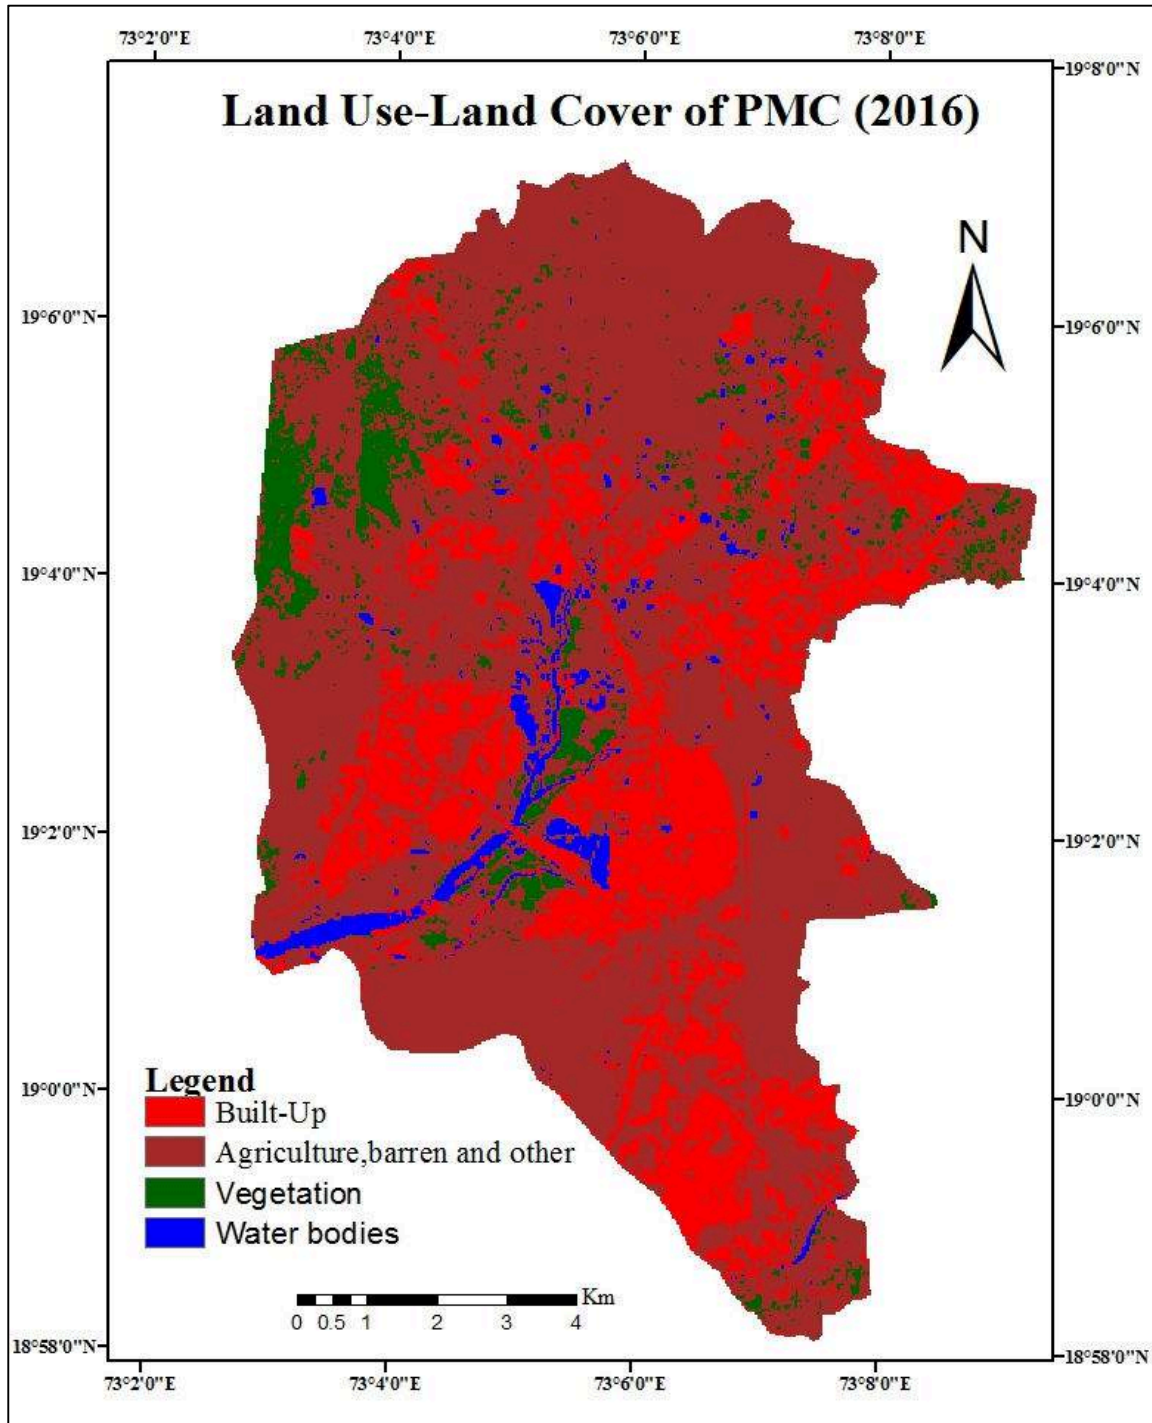 73°2'0"E 73°4'0"E 73°6'0"E 73°8'0"E
19°8'0"N
Land Use-Land Cover of PMC (2016)
N
19°6'0"N 19°6'0"N
19°4'0"N 19°4'0"N
19°2'0"N 19°2'0"N
19°0'0"N 19°0'0"N
Legend
Built-Up
Agriculture,barren and other
Vegetation
Water bodies
Km
0 0.5 1 2 3 4
18°58'0"N 18°58'0"N
73°2'0"E 73°4'0"E 73°6'0"E 73°8'0"E